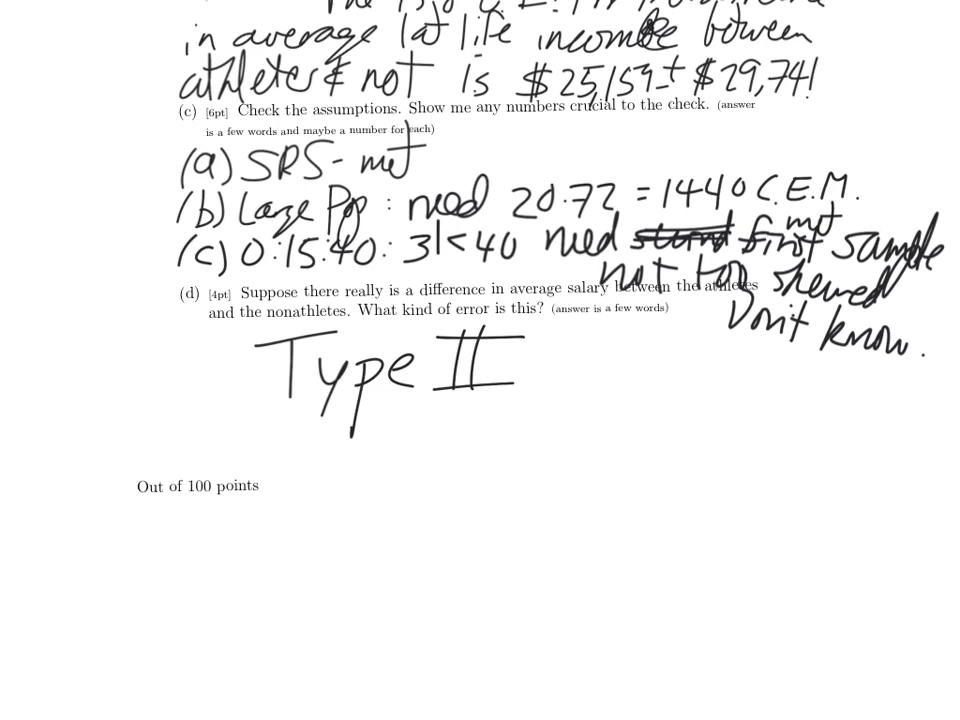 in average lat life income between
athletes & not is $25,159 ± $29,741
(c) [6pt] Check the assumptions. Show me any numbers crucial to the check. (answer
is a few words and maybe a number for each)
(a) SRS - met
(b) Large Pop : need 20·72 = 1440 C.E.M.
met
(c) 0:15:40: 31<40 need first sample
not too skewed
Don't know.
(d) [4pt] Suppose there really is a difference in average salary between the athletes
and the nonathletes. What kind of error is this? (answer is a few words)
Type II
Out of 100 points